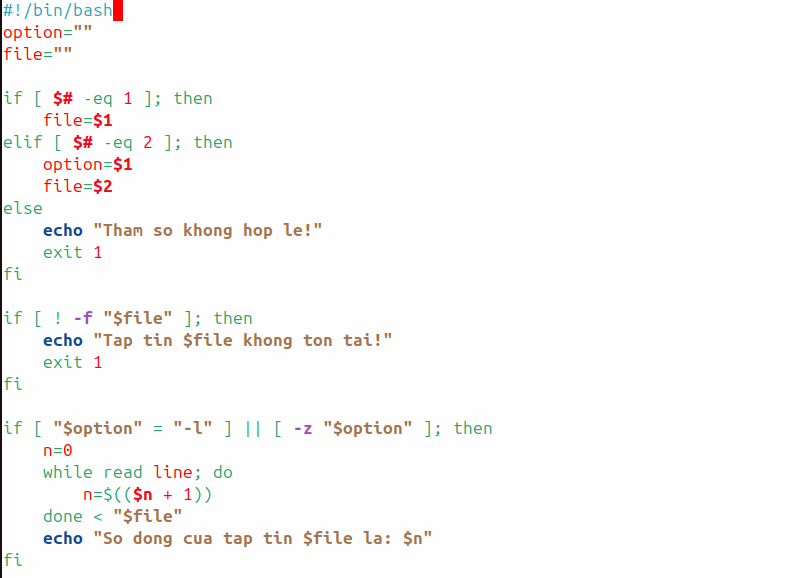 #!/bin/bash
option=""
file=""

if [ $# -eq 1 ]; then
    file=$1
elif [ $# -eq 2 ]; then
    option=$1
    file=$2
else
    echo "Tham so khong hop le!"
    exit 1
fi

if [ ! -f "$file" ]; then
    echo "Tap tin $file khong ton tai!"
    exit 1
fi

if [ "$option" = "-l" ] || [ -z "$option" ]; then
    n=0
    while read line; do
        n=$(($n + 1))
    done < "$file"
    echo "So dong cua tap tin $file la: $n"
fi